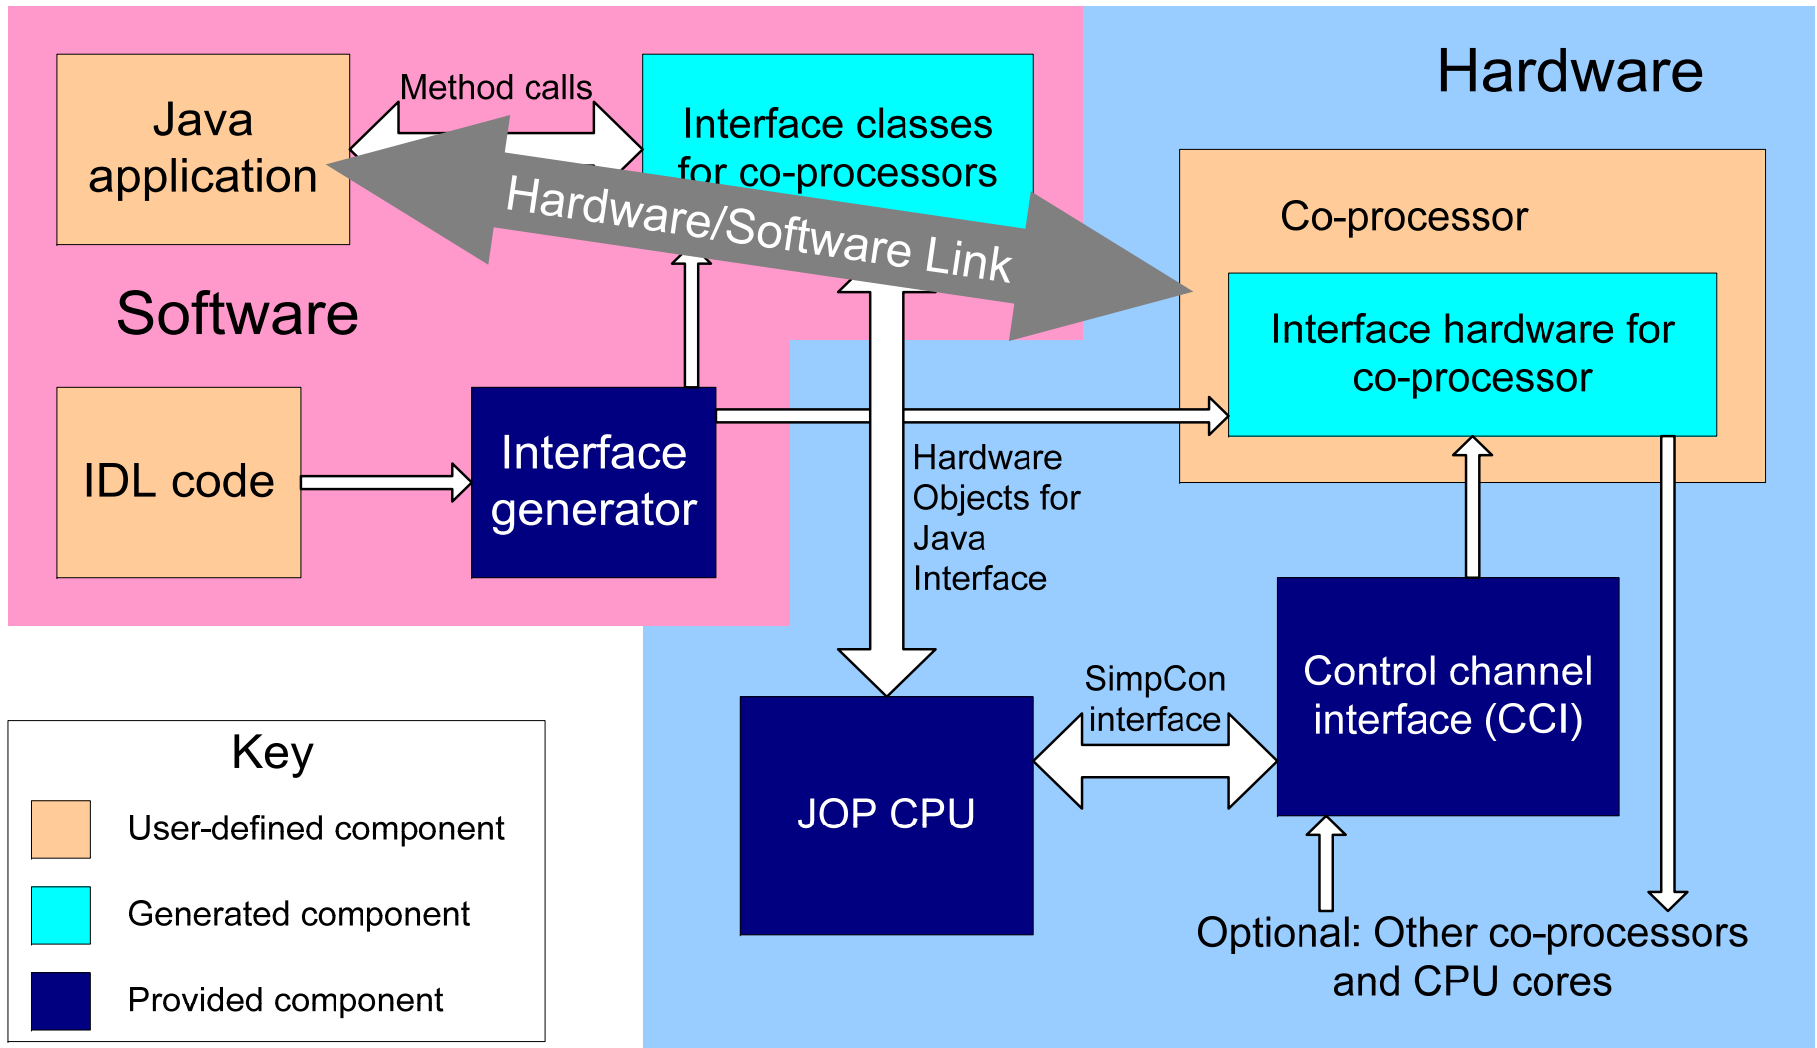 Hardware
Method calls
Java
application
Interface classes
for co-processors
Hardware/Software Link
Co-processor
Software
Interface hardware for
co-processor
IDL code
Interface
generator
Hardware
Objects for
Java
Interface
SimpCon
interface
Control channel
interface (CCI)
JOP CPU
Optional: Other co-processors
and CPU cores
Key
User-defined component
Generated component
Provided component